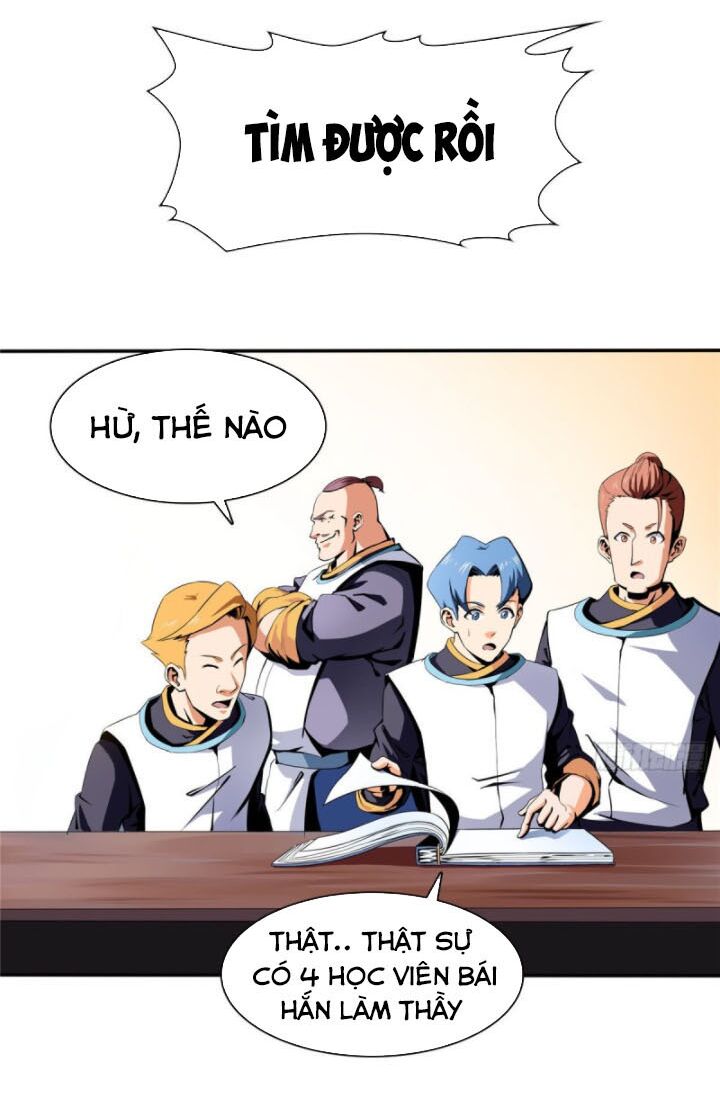 TÌM ĐƯỢC RỒI
HỪ, THẾ NÀO
THẬT.. THẬT SỰ
CÓ 4 HỌC VIÊN BÁI
HẮN LÀM THẦY